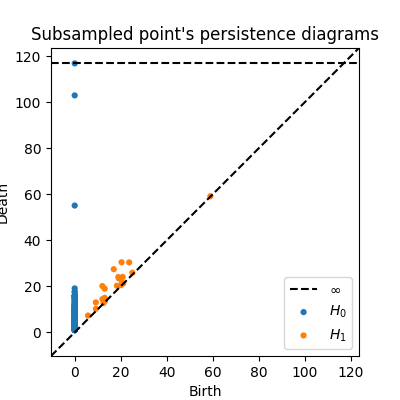 Subsampled point's persistence diagrams
120
100
80
60
40
20
0
Death
0 20 40 60 80 100 120
Birth
∞
H₀
H₁